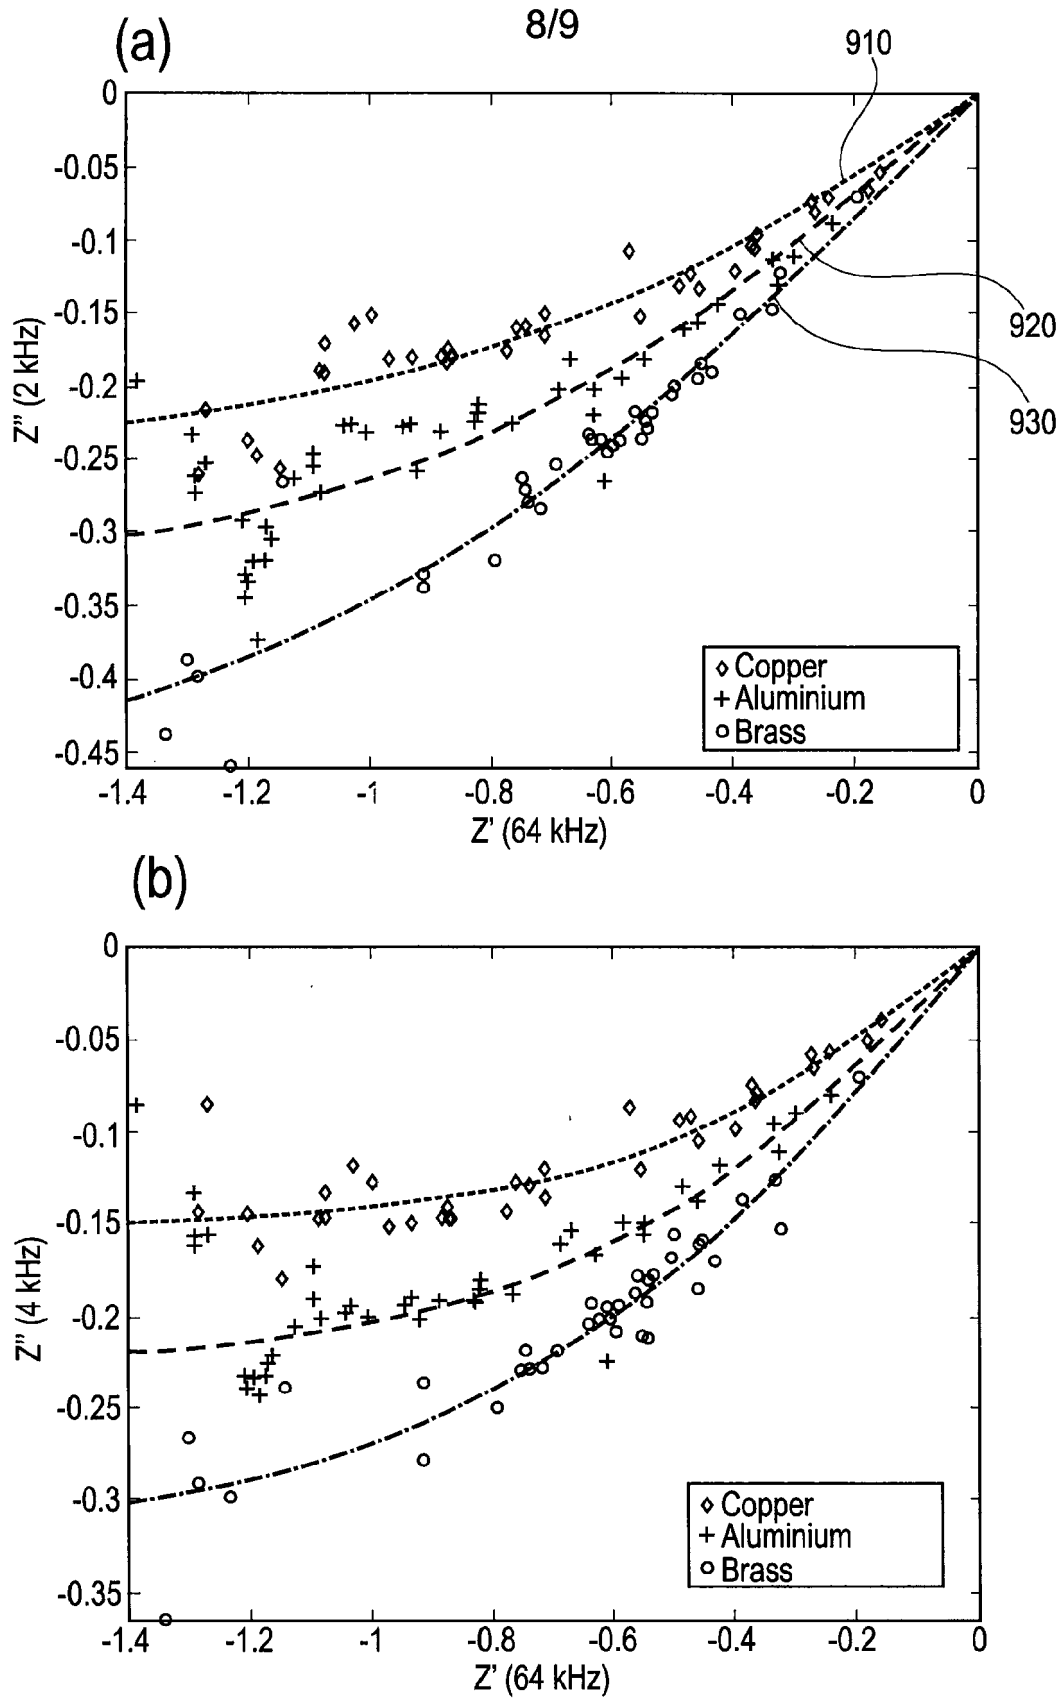 8/9
(a)
910
0
-0.05
-0.1
-0.15
-0.2
-0.25
-0.3
-0.35
-0.4
-0.45
Z" (2 kHz)
920
930
Copper
Aluminium
Brass
-1.4 -1.2 -1 -0.8 -0.6 -0.4 -0.2 0
Z' (64 kHz)
(b)
0
-0.05
-0.1
-0.15
-0.2
-0.25
-0.3
-0.35
Z" (4 kHz)
Copper
Aluminium
Brass
-1.4 -1.2 -1 -0.8 -0.6 -0.4 -0.2 0
Z' (64 kHz)